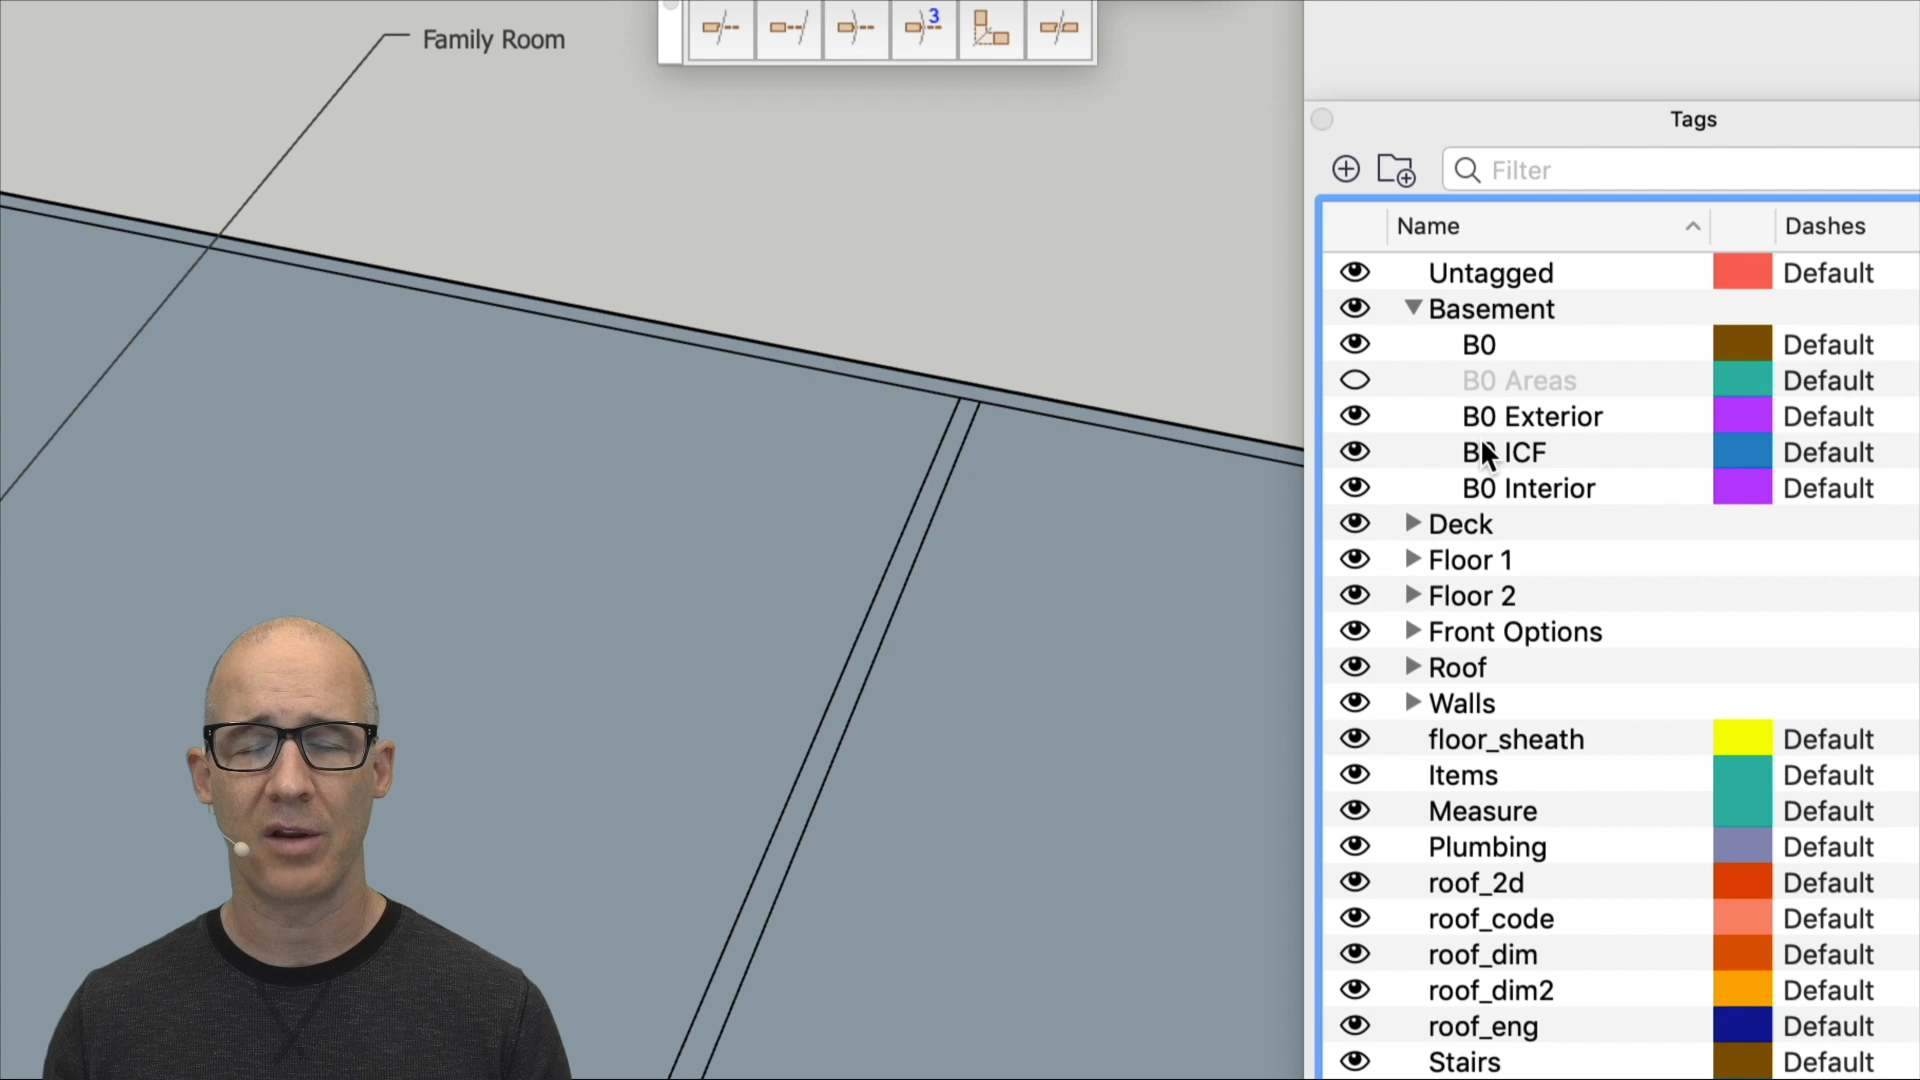 Family Room
3
Tags
Filter
Name Dashes
Untagged Default
Basement
B0 Default
B0 Areas Default
B0 Exterior Default
ICF Default
B0 Interior Default
Deck
Floor 1
Floor 2
Front Options
Roof
Walls
floor_sheath Default
Items Default
Measure Default
Plumbing Default
roof_2d Default
roof_code Default
roof_dim Default
roof_dim2 Default
roof_eng Default
Stairs Default